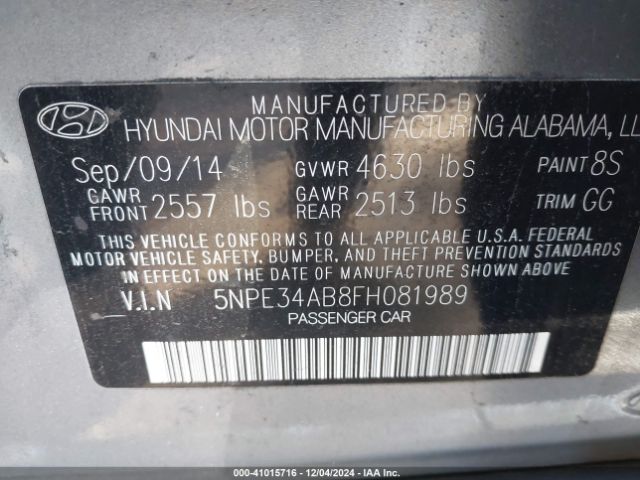 MANUFACTURED BY
HYUNDAI MOTOR MANUFACTURING ALABAMA, LL
Sep/09/14 GVWR 4630 lbs PAINT 8S
GAWR FRONT 2557 lbs GAWR REAR 2513 lbs TRIM GG
THIS VEHICLE CONFORMS TO ALL APPLICABLE U.S.A. FEDERAL
MOTOR VEHICLE SAFETY, BUMPER, AND THEFT PREVENTION STANDARDS
IN EFFECT ON THE DATE OF MANUFACTURE SHOWN ABOVE.
V.I.N 5NPE34AB8FH081989
PASSENGER CAR
000-41015716 - 12/04/2024 - IAA Inc.